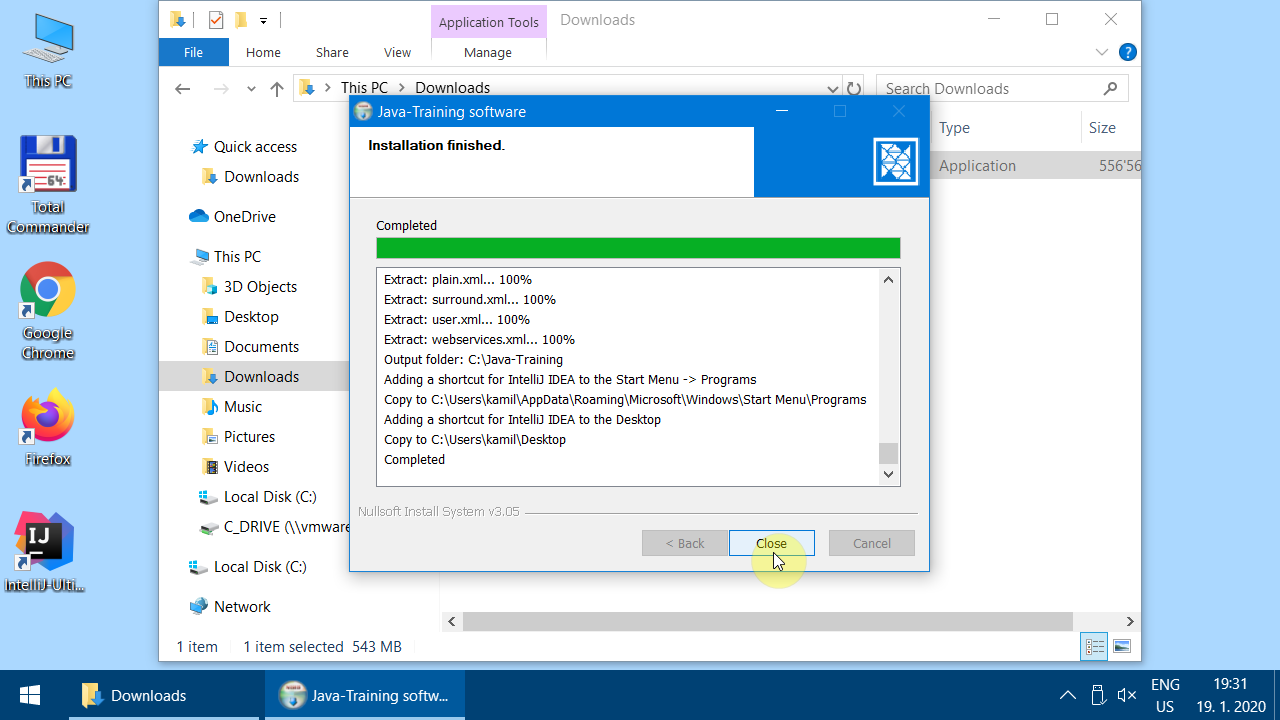 This PC
Total
Commander
Google
Chrome
Firefox
IJ
IntelliJ-Ulti...
Application Tools
Downloads
File
Home
Share
View
Manage
This PC
Downloads
Search Downloads
Type
Size
Application
556'56
Quick access
Downloads
OneDrive
This PC
3D Objects
Desktop
Documents
Downloads
Music
Pictures
Videos
Local Disk (C:)
C_DRIVE (\\vmware
Local Disk (C:)
Network
1 item
1 item selected 543 MB
Java-Training software
Installation finished.
Completed
Extract: plain.xml... 100%
Extract: surround.xml... 100%
Extract: user.xml... 100%
Extract: webservices.xml... 100%
Output folder: C:\Java-Training
Adding a shortcut for IntelliJ IDEA to the Start Menu -> Programs
Copy to C:\Users\kamil\AppData\Roaming\Microsoft\Windows\Start Menu\Programs
Adding a shortcut for IntelliJ IDEA to the Desktop
Copy to C:\Users\kamil\Desktop
Completed
Nullsoft Install System v3.05
< Back
Close
Cancel
Downloads
Java-Training softw...
ENG
US
19:31
19. 1. 2020